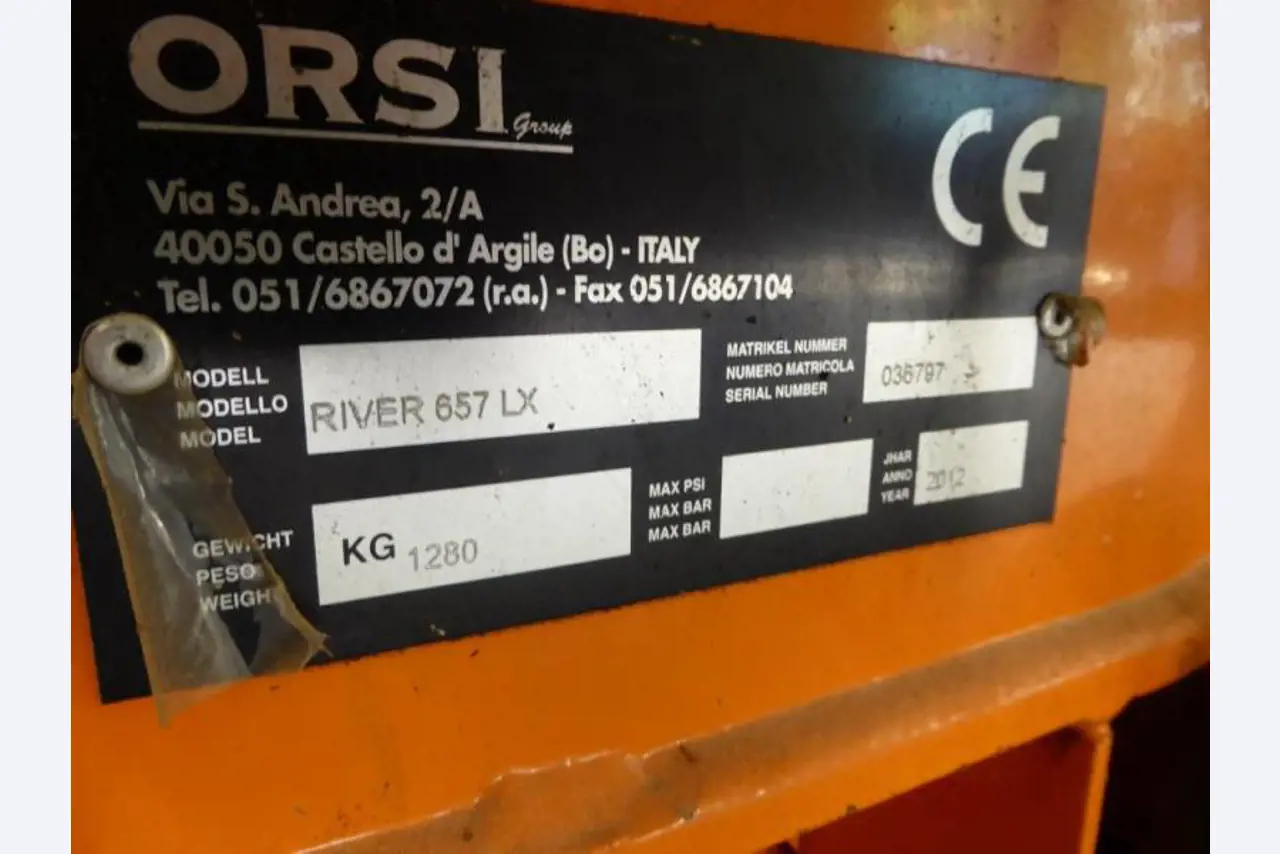 ORSI Group
CE
Via S. Andrea, 2/A
40050 Castello d' Argile (Bo) - ITALY
Tel. 051/6867072 (r.a.) - Fax 051/6867104
MODELL
MODELLO
MODEL
RIVER 657 LX
MATRIKEL NUMMER
NUMERO MATRICOLA
SERIAL NUMBER
036797
GEWICHT
PESO
WEIGH
KG 1280
MAX PSI
MAX BAR
MAX BAR
JHAR
ANNO
YEAR
2012